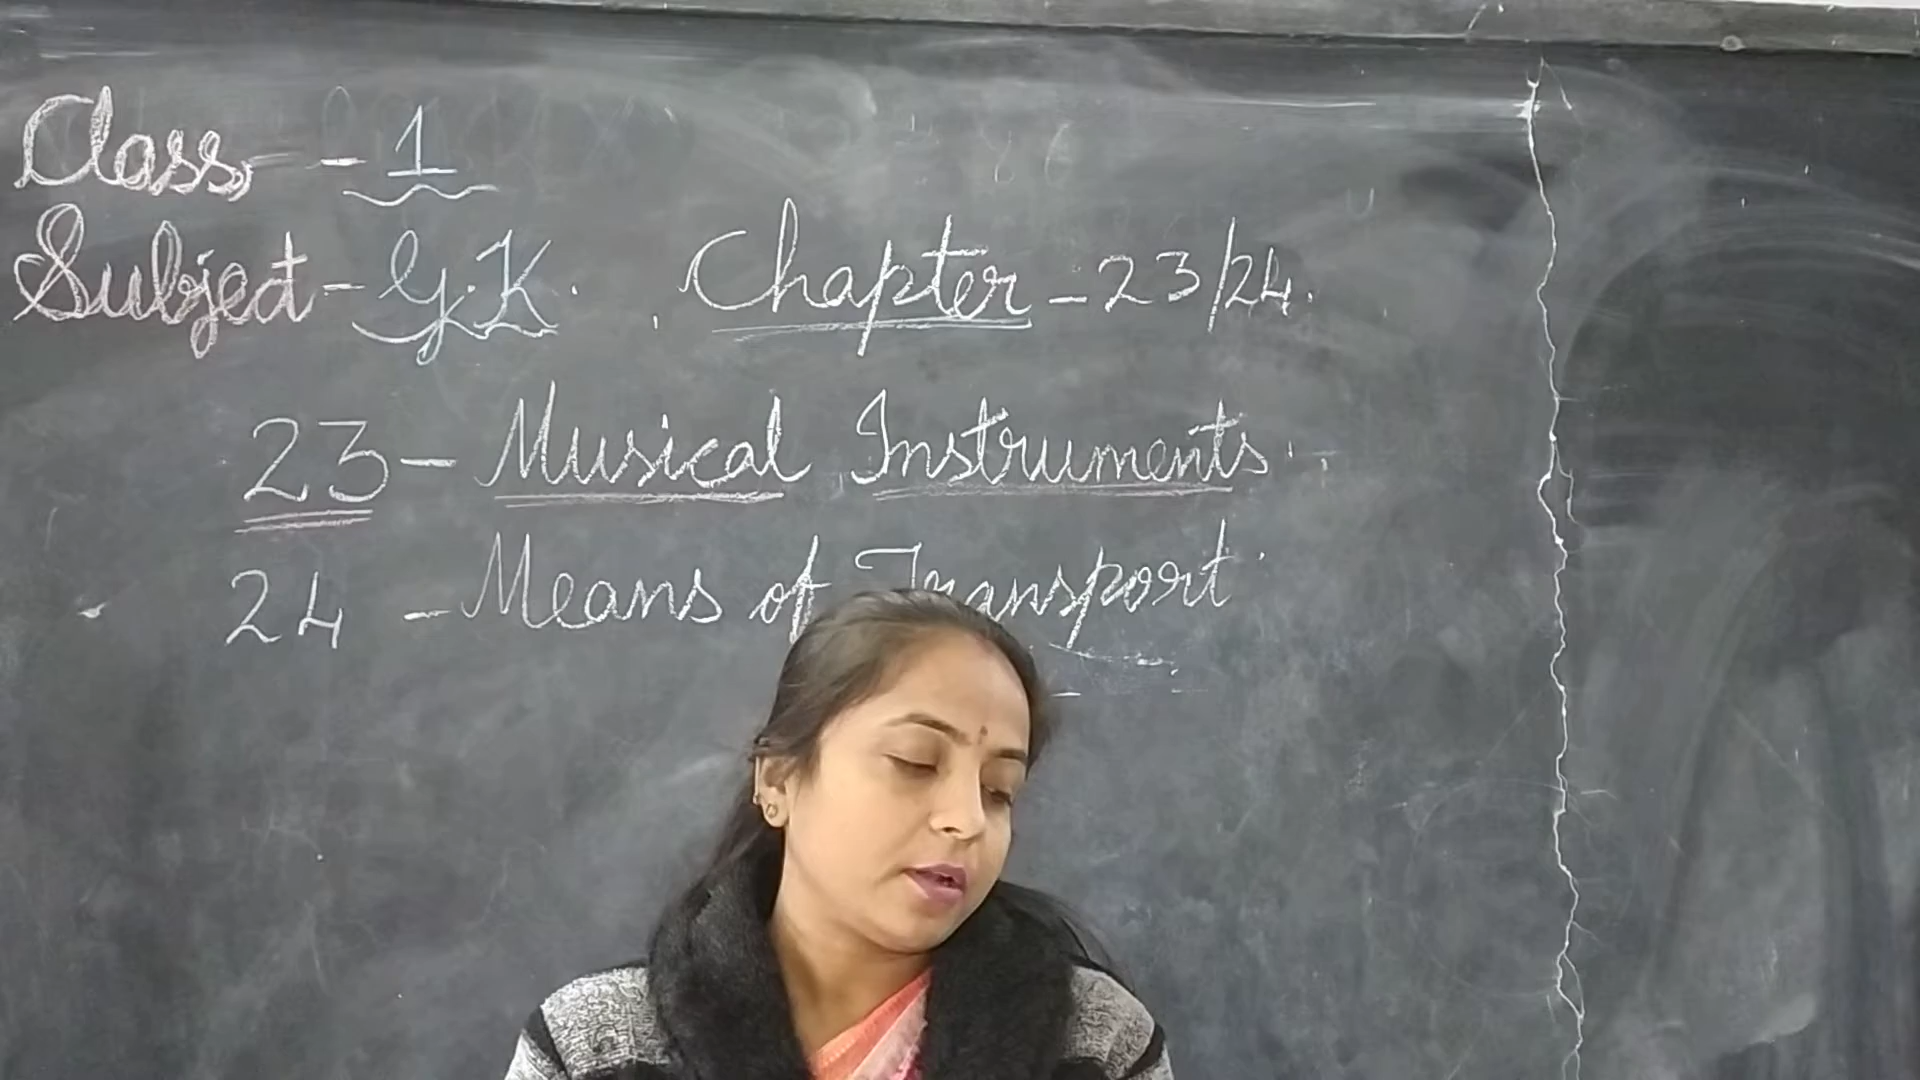 Class - 1
Subject - G.K. Chapter - 23/24.
23 - Musical Instruments.
24 - Means of Transport